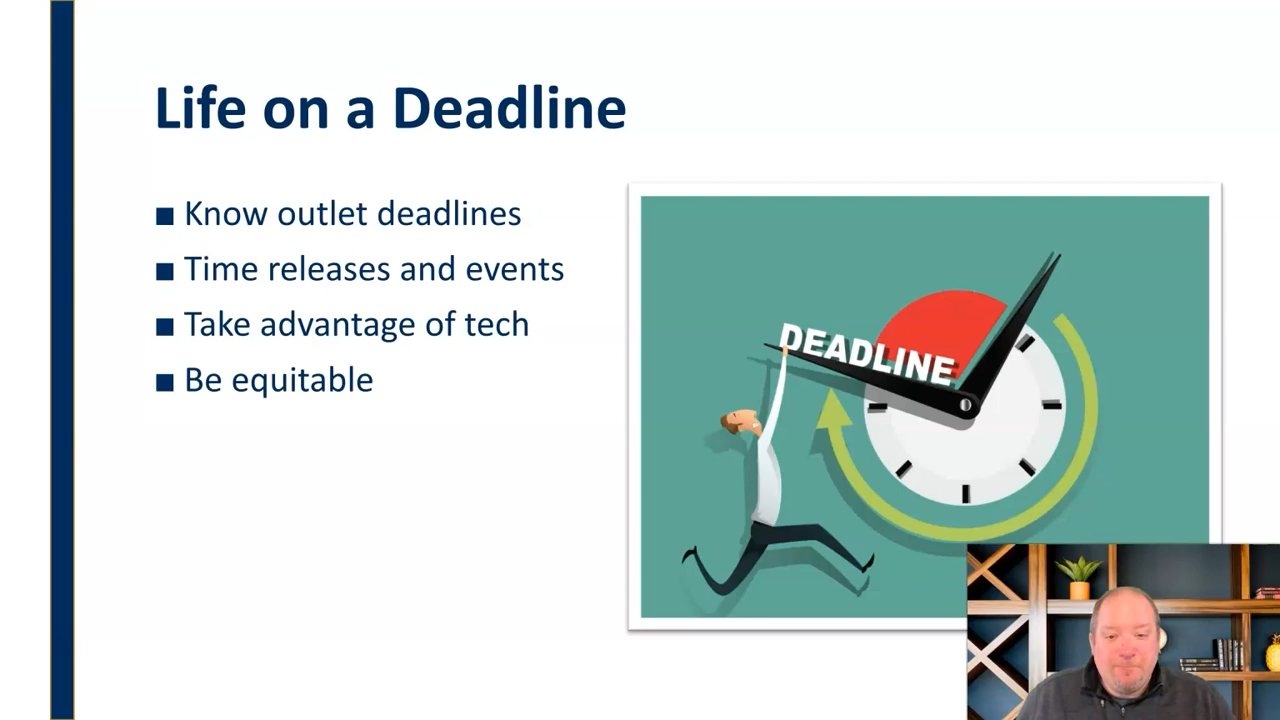 Life on a Deadline
■ Know outlet deadlines
■ Time releases and events
■ Take advantage of tech
■ Be equitable
DEADLINE